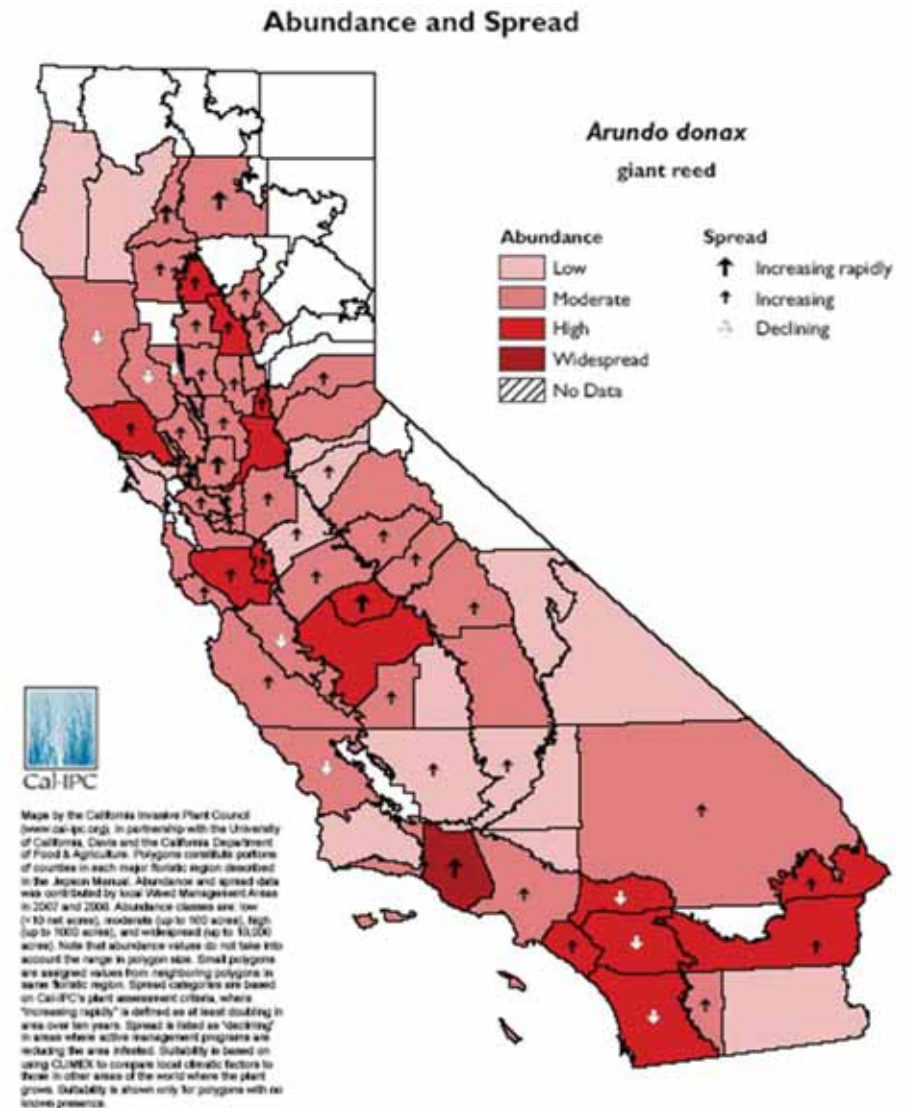 Abundance and Spread
Arundo donax
giant reed
Abundance
Low
Moderate
High
Widespread
No Data
Spread
Increasing rapidly
Increasing
Declining
Cal-IPC
Maps by the California Invasive Plant Council
(www.cal-ipc.org), in partnership with the University
of California, Davis and the California Department
of Food & Agriculture. Polygons constitute portions
of counties in each major floristic region described
in the Jepson Manual. Abundance and spread data
was contributed by local Weed Management Areas
in 2007 and 2008. Abundance classes are: low
(<10 net acres), moderate (up to 100 acres), high
(up to 1000 acres), and widespread (up to 10,000
acres). Note that abundance values do not take into
account the range in polygon size. Small polygons
are assigned values from neighboring polygons in
same floristic region. Spread categories are based
on Cal-IPC's plant assessment criteria, where
"increasing rapidly" is defined as at least doubling in
area over ten years. Spread is listed as "declining"
in areas where active management programs are
reducing the area infested. Suitability is based on
using CLIMEX to compare local climatic factors to
those in other areas of the world where the plant
grows. Suitability is shown only for polygons with no
known presence.